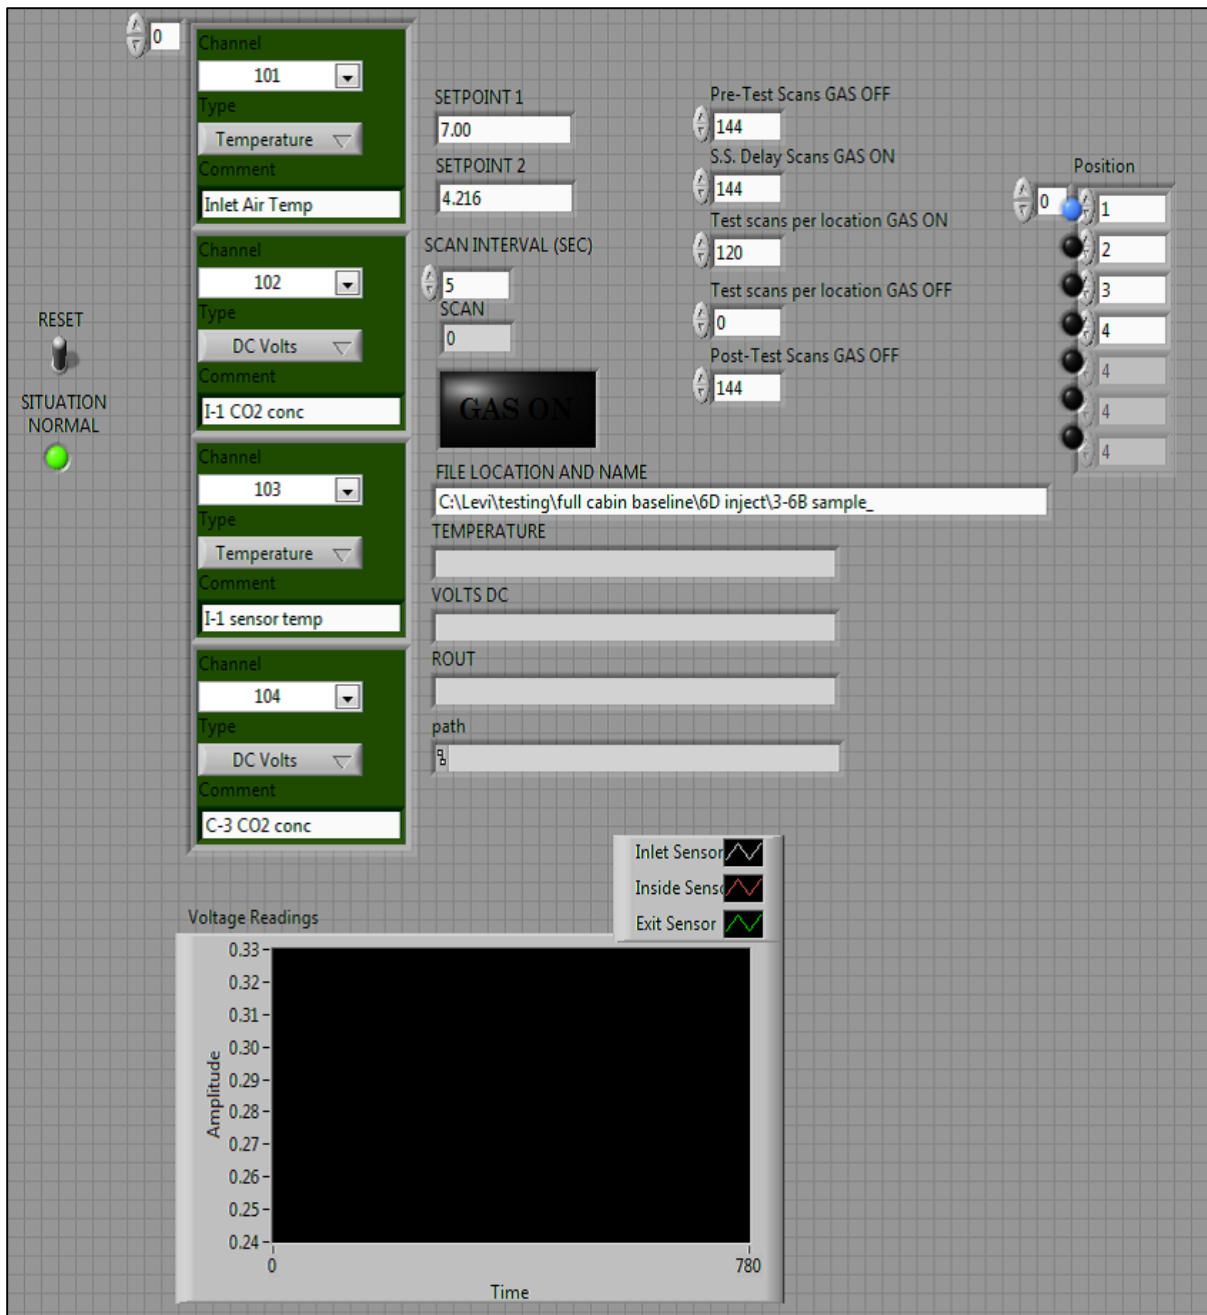 0
Channel
101
Type
Temperature
Comment
Inlet Air Temp
Channel
102
Type
DC Volts
Comment
I-1 CO2 conc
Channel
103
Type
Temperature
Comment
I-1 sensor temp
Channel
104
Type
DC Volts
Comment
C-3 CO2 conc
RESET
SITUATION
NORMAL
SETPOINT 1
7.00
SETPOINT 2
4.216
SCAN INTERVAL (SEC)
5
SCAN
0
GAS ON
Pre-Test Scans GAS OFF
144
S.S. Delay Scans GAS ON
144
Test scans per location GAS ON
120
Test scans per location GAS OFF
0
Post-Test Scans GAS OFF
144
Position
0
1
2
3
4
4
4
4
FILE LOCATION AND NAME
C:\Levi\testing\full cabin baseline\6D inject\3-6B sample_
TEMPERATURE
VOLTS DC
ROUT
path
Inlet Sensor
Inside Senso
Exit Sensor
Voltage Readings
0.33
0.32
0.31
0.30
0.29
0.28
0.27
0.26
0.25
0.24
Amplitude
0
780
Time